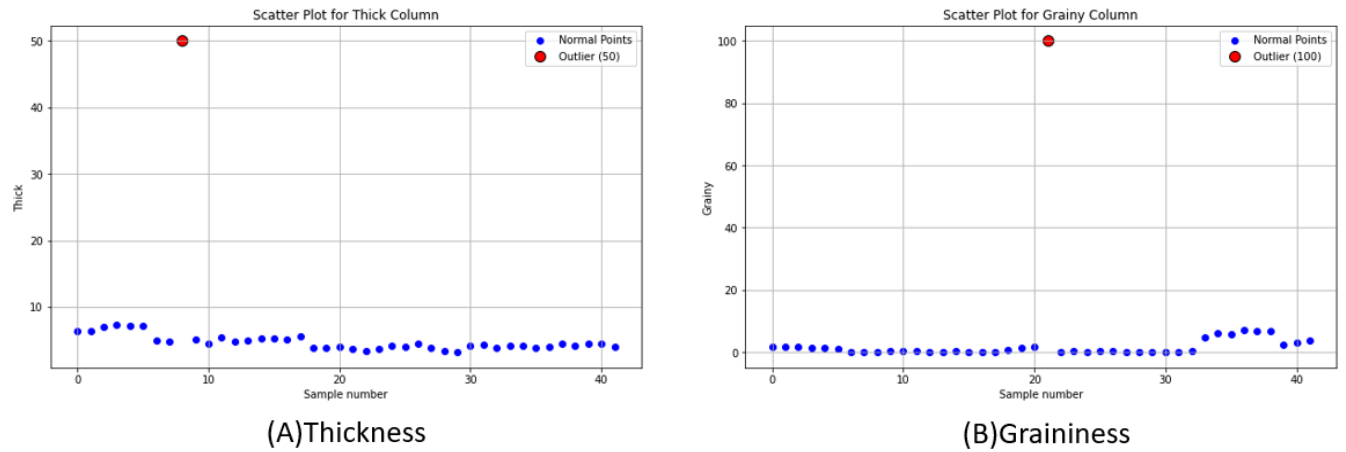 Scatter Plot for Thick Column
50
40
30
20
10
Thick
Normal Points
Outlier (50)
0 10 20 30 40
Sample number
(A)Thickness
Scatter Plot for Grainy Column
100
80
60
40
20
0
Grainy
Normal Points
Outlier (100)
0 10 20 30 40
Sample number
(B)Graininess